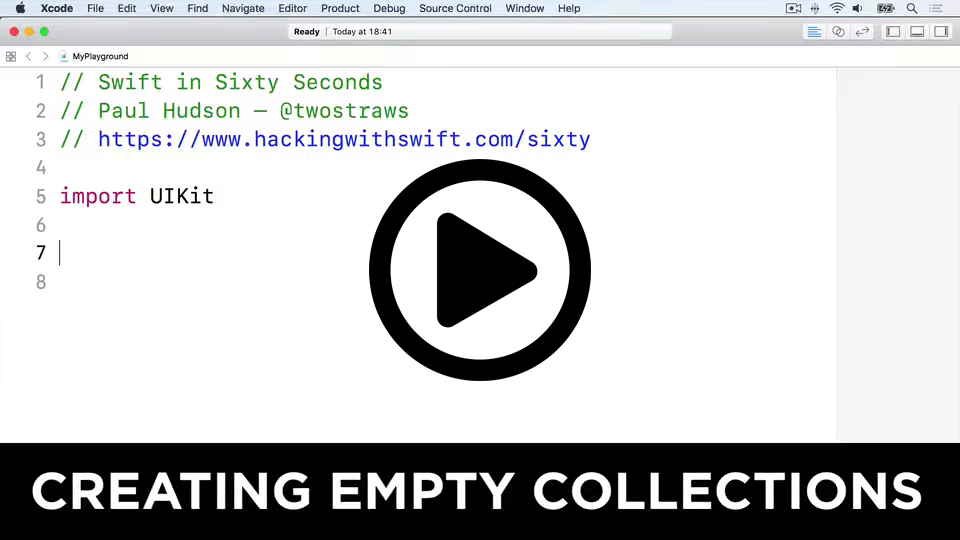 Xcode File Edit View Find Navigate Editor Product Debug Source Control Window Help
Ready | Today at 18:41
MyPlayground
1 // Swift in Sixty Seconds
2 // Paul Hudson — @twostraws
3 // https://www.hackingwithswift.com/sixty
4
5 import UIKit
6
7
8
CREATING EMPTY COLLECTIONS